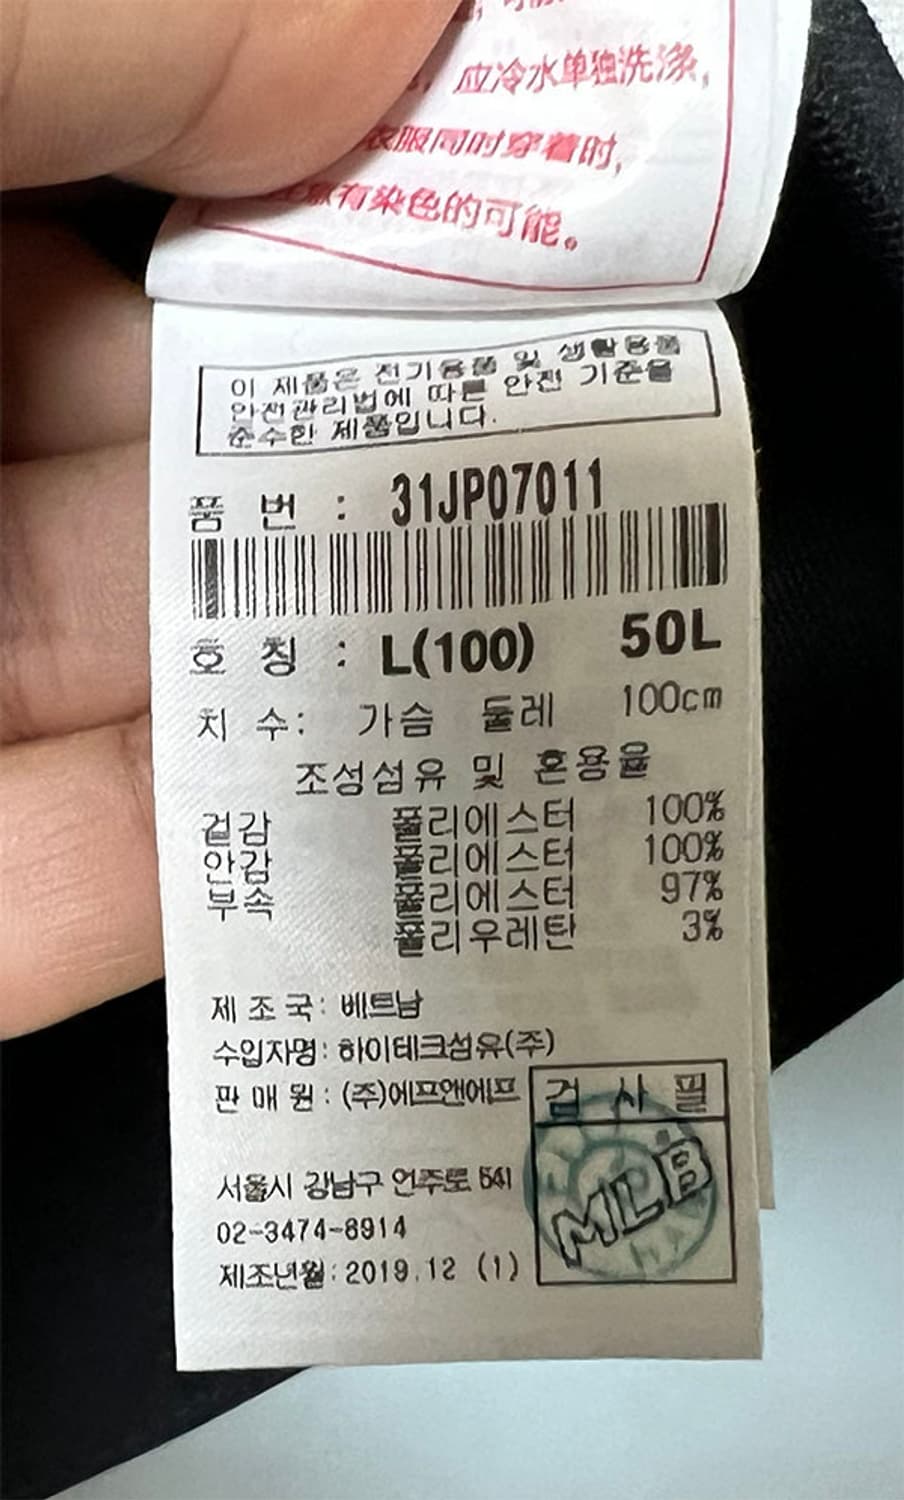 应冷水单独洗涤,
衣服同时穿着时,
有染色的可能。
이 제품은 전기용품 및 생활용품
안전관리법에 따른 안전 기준을
준수한 제품입니다.
품 번 : 31JP07011
호 칭 : L(100) 50L
치 수: 가슴 둘레 100cm
조성섬유 및 혼용율
겉감 폴리에스터 100%
안감 폴리에스터 100%
부속 폴리에스터 97%
폴리우레탄 3%
제 조 국: 베트남
수입자명: 하이테크섬유(주)
판 매 원: (주)에프앤에프
검 사 필
MLB
서울시 강남구 언주로 541
02-3474-8914
제조년월: 2019.12 (1)